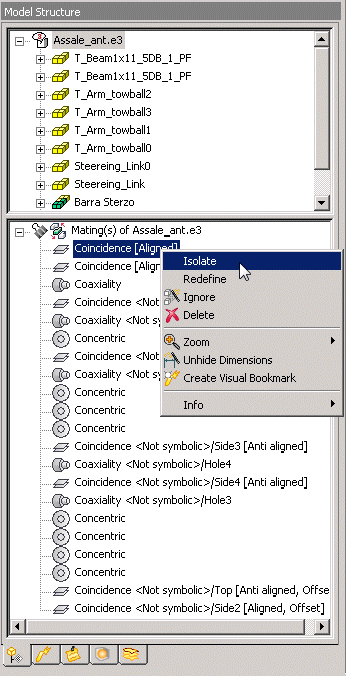 Model Structure
Assale_ant.e3
T_Beam1x11_5DB_1_PF
T_Beam1x11_5DB_1_PF
T_Arm_towball2
T_Arm_towball3
T_Arm_towball1
T_Arm_towball0
Steereing_Link0
Steereing_Link
Barra Sterzo
Mating(s) of Assale_ant.e3
Coincidence [Aligned]
Coincidence [Alig
Coaxiality
Coincidence <Not
Coaxiality <Not sy
Concentric
Coincidence <Not
Coaxiality <Not sy
Concentric
Concentric
Concentric
Coincidence <Not symbolic>/Side3 [Anti aligned]
Coaxiality <Not symbolic>/Hole4
Coincidence <Not symbolic>/Side4 [Anti aligned]
Coaxiality <Not symbolic>/Hole3
Concentric
Concentric
Concentric
Concentric
Coincidence <Not symbolic>/Top [Anti aligned, Offset
Coincidence <Not symbolic>/Side2 [Aligned, Offset]
Isolate
Redefine
Ignore
Delete
Zoom
Unhide Dimensions
Create Visual Bookmark
Info